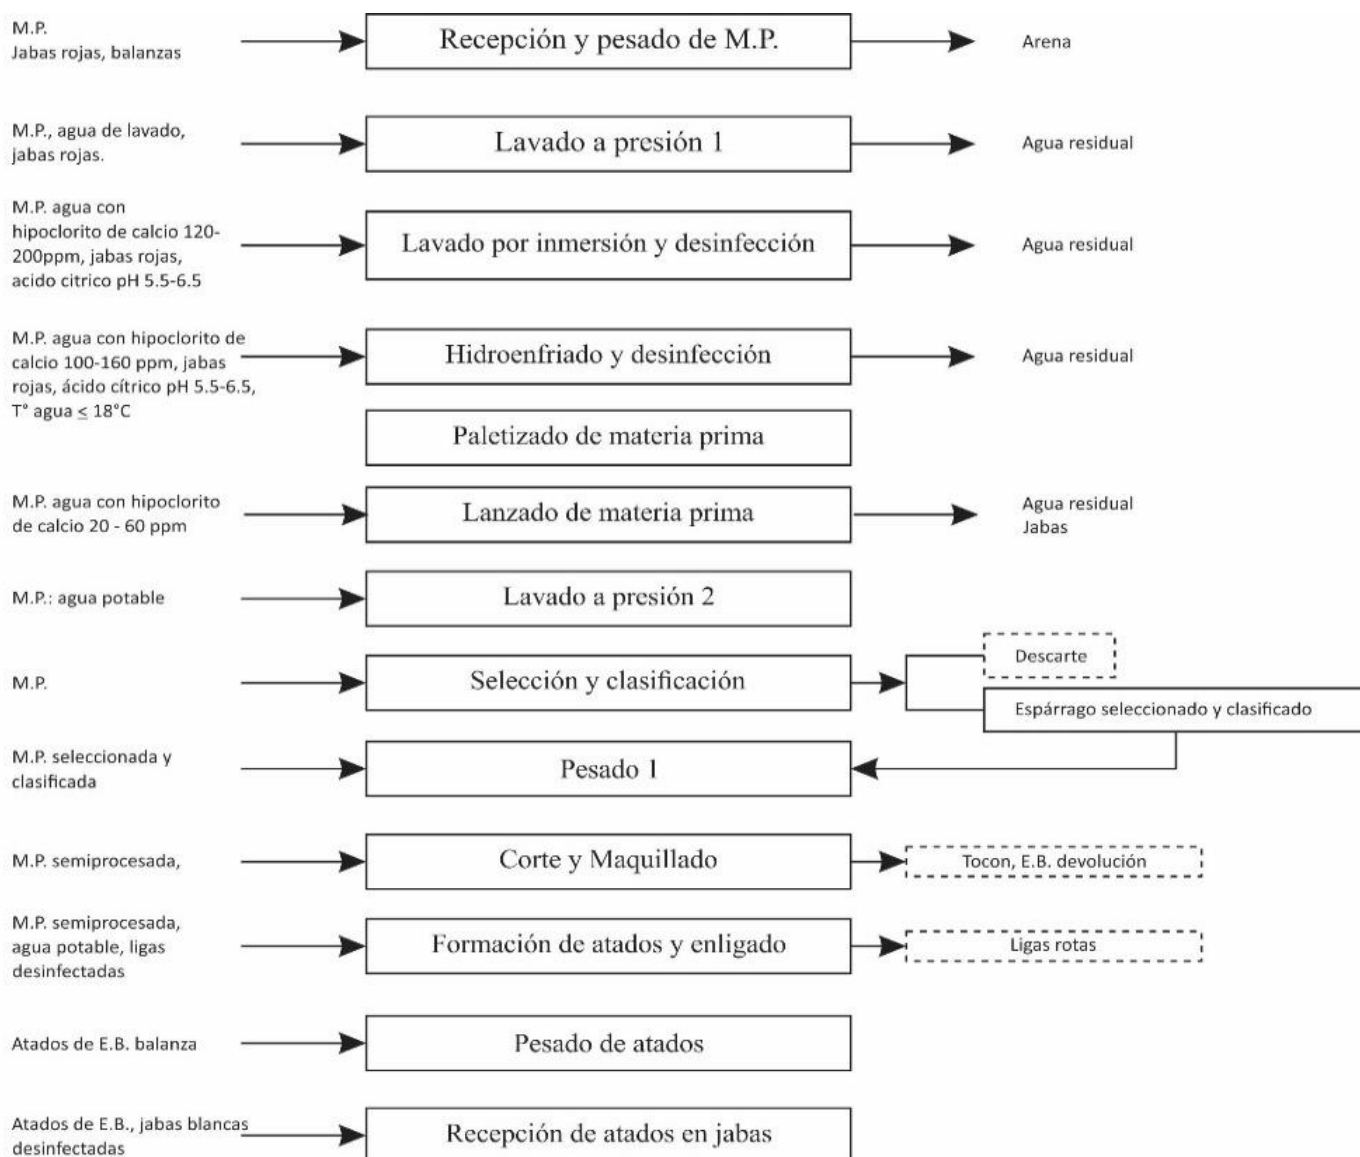 M.P.
Jabas rojas, balanzas
Recepción y pesado de M.P.
Arena
M.P., agua de lavado,
jabas rojas.
Lavado a presión 1
Agua residual
M.P. agua con
hipoclorito de calcio 120-
200ppm, jabas rojas,
acido citrico pH 5.5-6.5
Lavado por inmersión y desinfección
Agua residual
M.P. agua con hipoclorito de
calcio 100-160 ppm, jabas
rojas, ácido cítrico pH 5.5-6.5,
T° agua ≤ 18°C
Hidroenfriado y desinfección
Agua residual
Paletizado de materia prima
M.P. agua con hipoclorito
de calcio 20 - 60 ppm
Lanzado de materia prima
Agua residual
Jabas
M.P.: agua potable
Lavado a presión 2
M.P.
Selección y clasificación
Descarte
Espárrago seleccionado y clasificado
M.P. seleccionada y
clasificada
Pesado 1
M.P. semiprocesada,
Corte y Maquillado
Tocon, E.B. devolución
M.P. semiprocesada,
agua potable, ligas
desinfectadas
Formación de atados y enligado
Ligas rotas
Atados de E.B. balanza
Pesado de atados
Atados de E.B., jabas blancas
desinfectadas
Recepción de atados en jabas